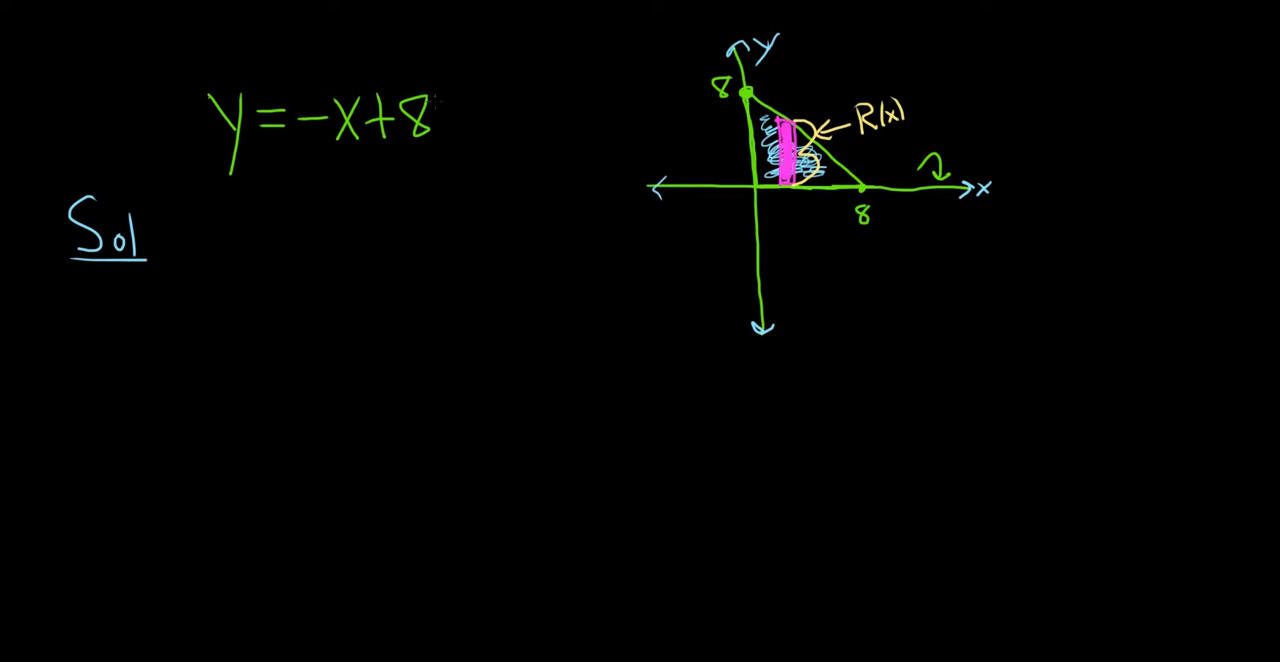 y = -x + 8
Sol
y
8
R(x)
x
8